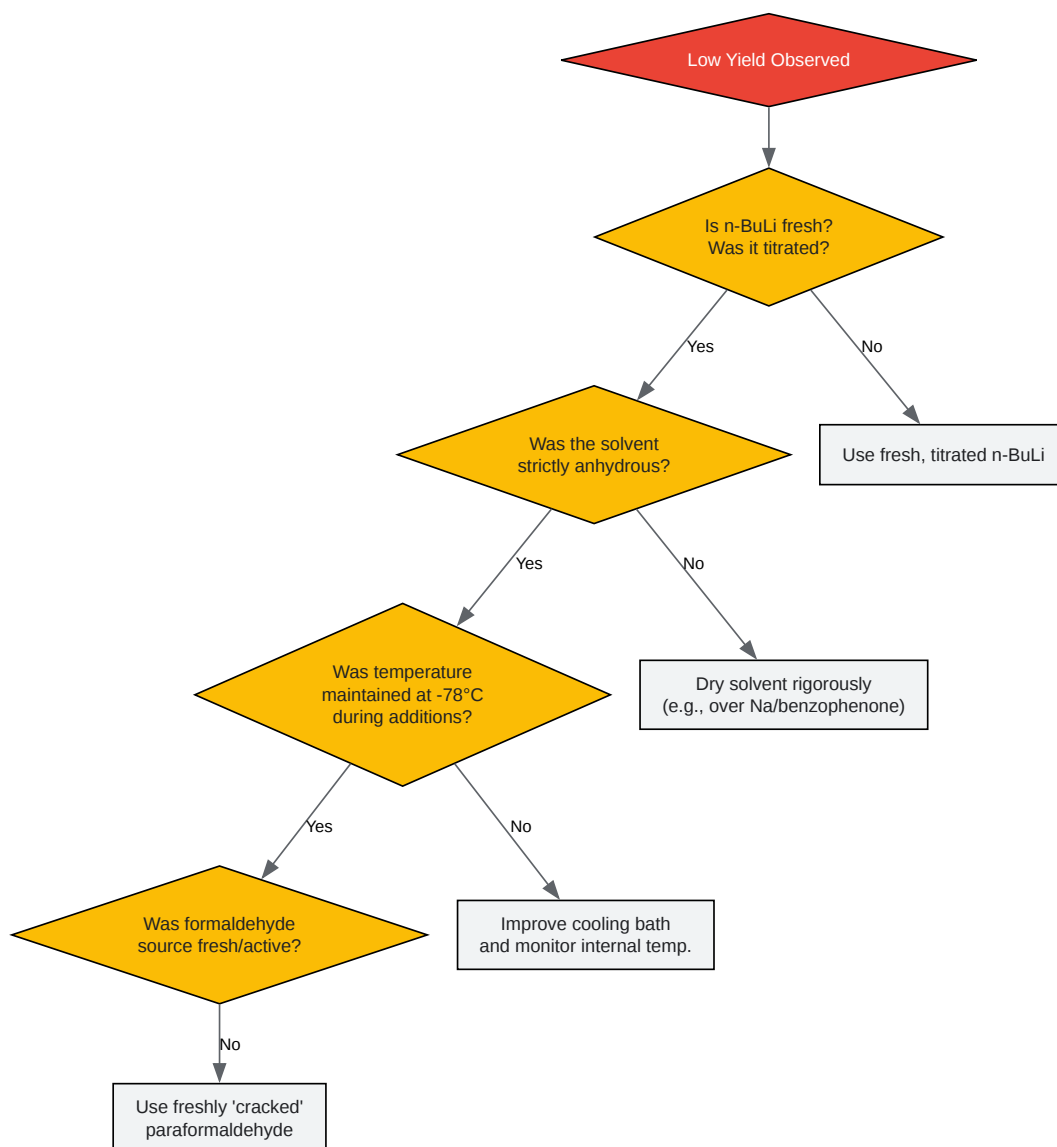 Low Yield Observed
Is n-BuLi fresh?
Was it titrated?
Yes
No
Was the solvent
strictly anhydrous?
Use fresh, titrated n-BuLi
Yes
No
Was temperature
maintained at -78°C
during additions?
Dry solvent rigorously
(e.g., over Na/benzophenone)
Yes
No
Was formaldehyde
source fresh/active?
Improve cooling bath
and monitor internal temp.
No
Use freshly 'cracked'
paraformaldehyde